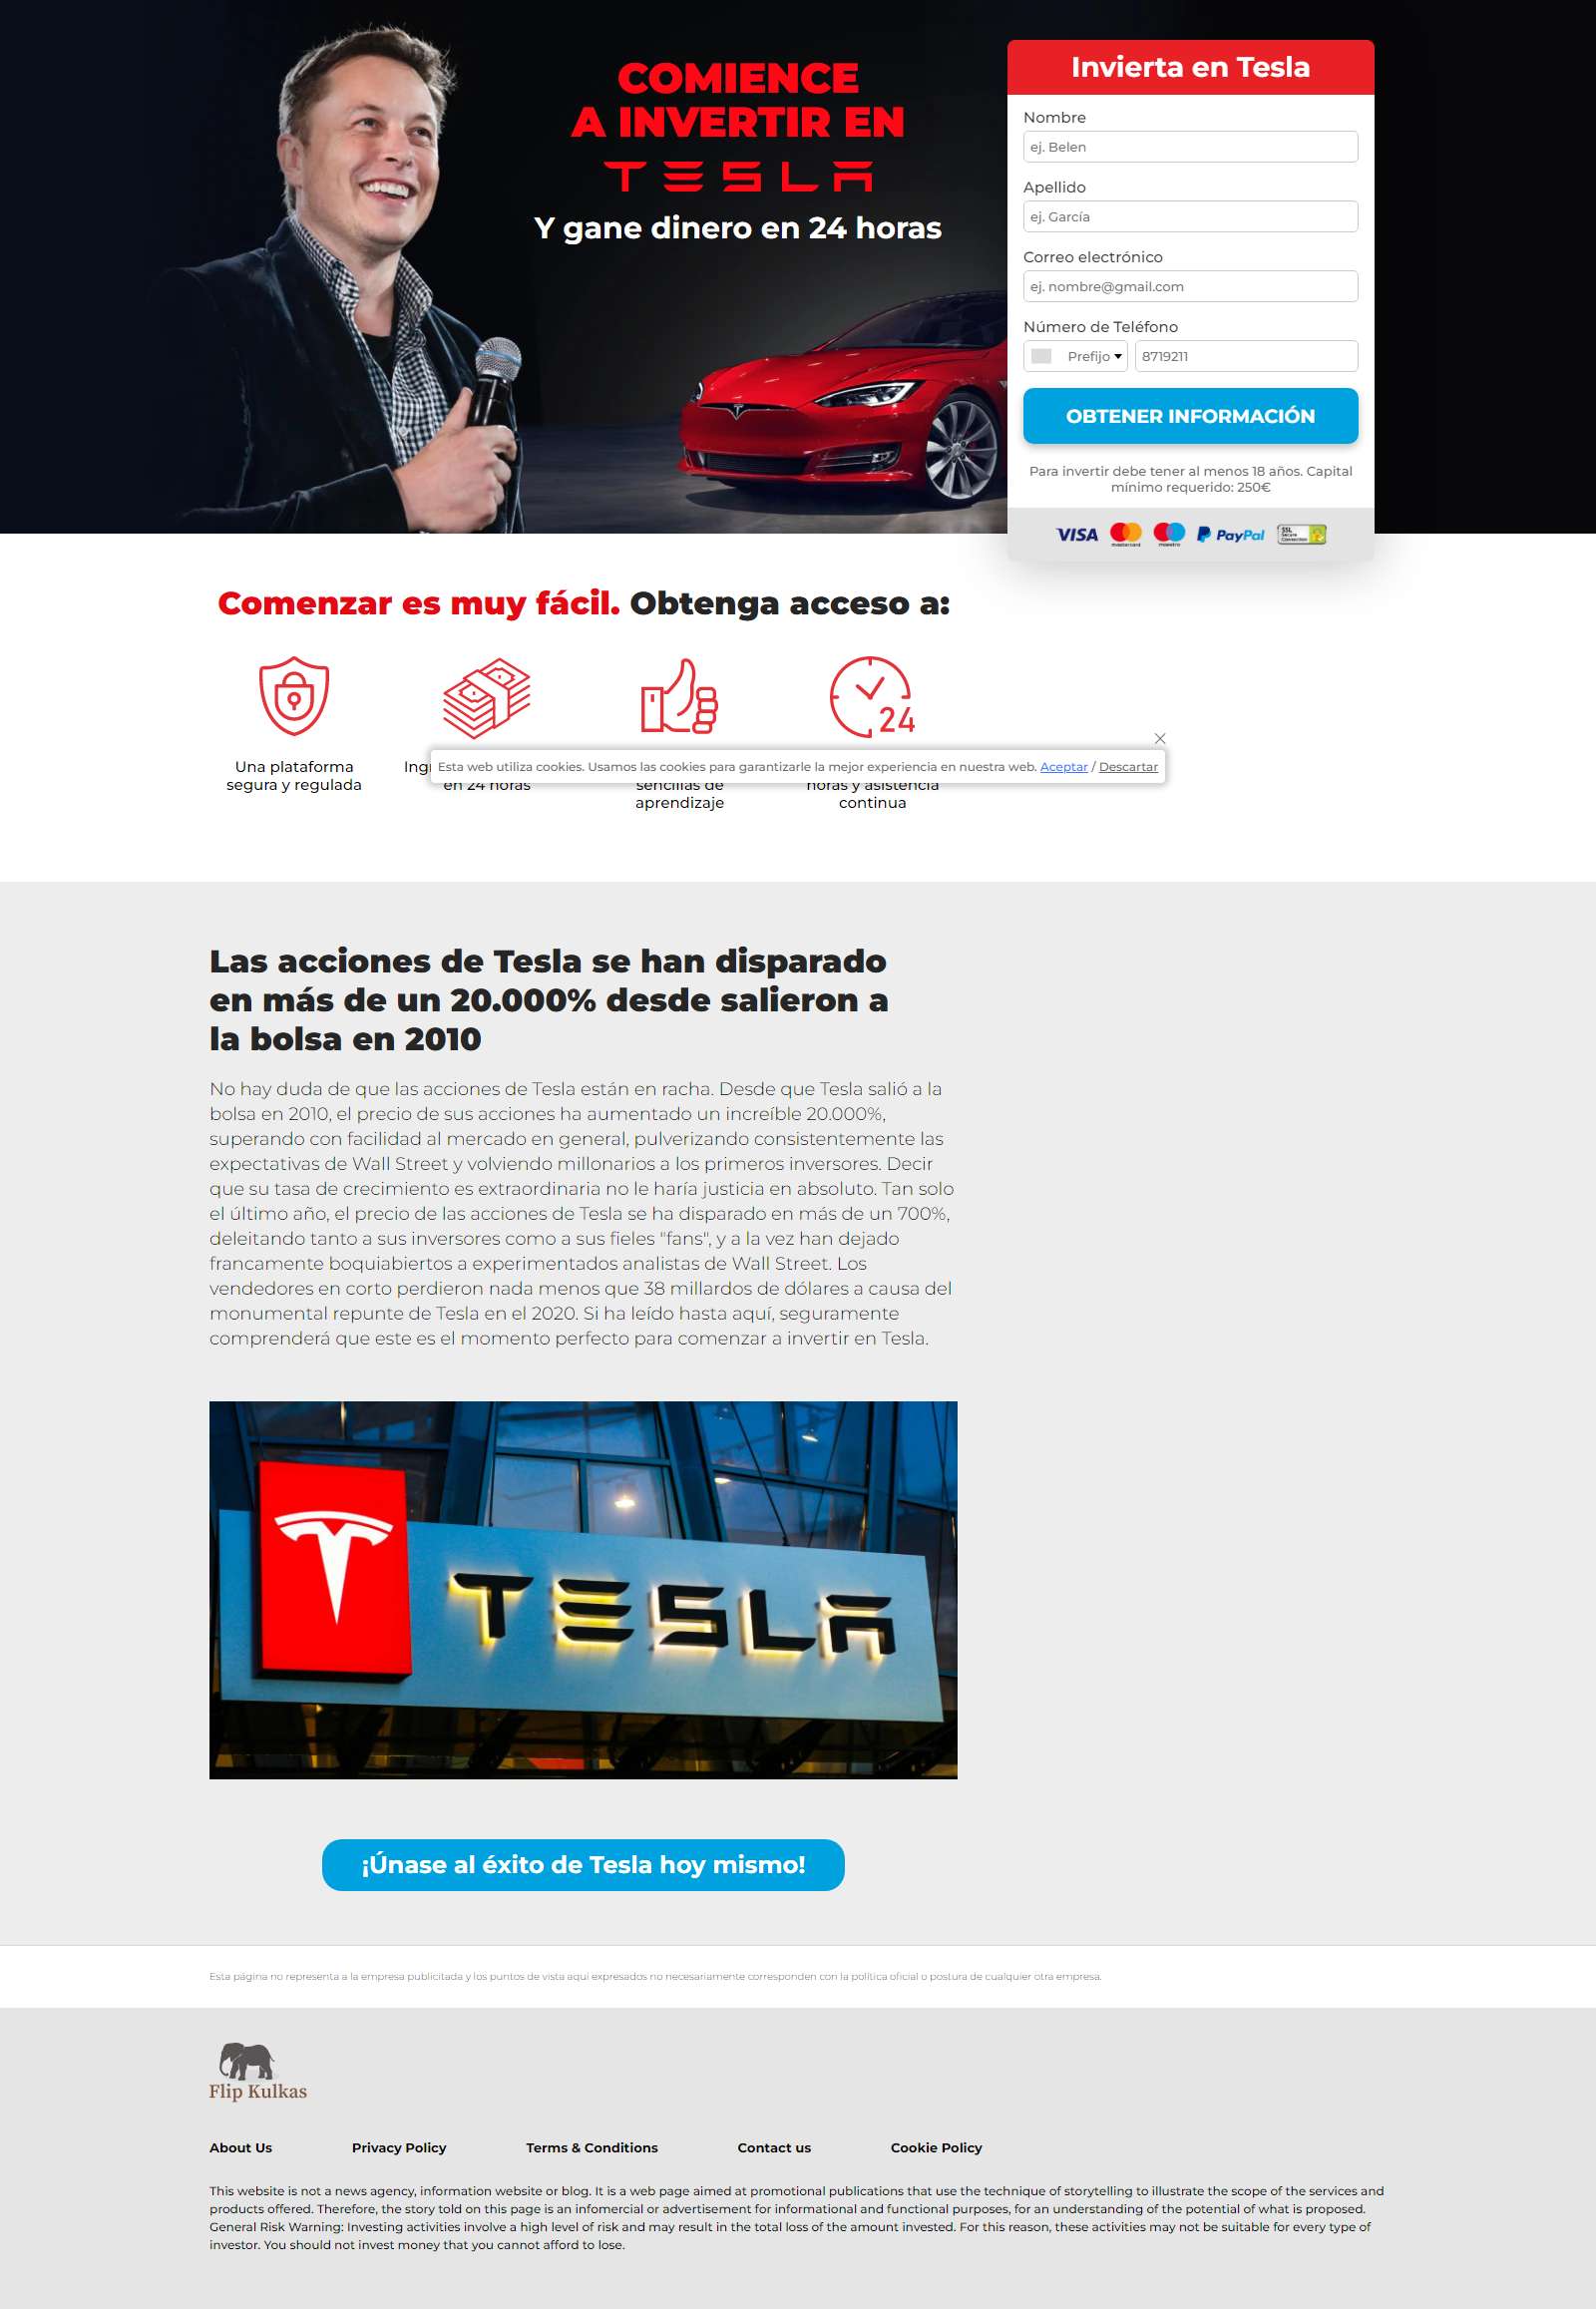 COMIENCE
A INVERTIR EN
TESLA
Y gane dinero en 24 horas
Invierta en Tesla
Nombre
ej. Belen
Apellido
ej. García
Correo electrónico
ej. nombre@gmail.com
Número de Teléfono
Prefijo 8719211
OBTENER INFORMACIÓN
Para invertir debe tener al menos 18 años. Capital
mínimo requerido: 250€
VISA mastercard maestro PayPal SSL Secure Connection
Comenzar es muy fácil. Obtenga acceso a:
24
Una plataforma
segura y regulada
en 24 horas
sencillas de
aprendizaje
horas y asistencia
continua
Esta web utiliza cookies. Usamos las cookies para garantizarle la mejor experiencia en nuestra web. Aceptar / Descartar
Las acciones de Tesla se han disparado
en más de un 20.000% desde salieron a
la bolsa en 2010
No hay duda de que las acciones de Tesla están en racha. Desde que Tesla salió a la
bolsa en 2010, el precio de sus acciones ha aumentado un increíble 20.000%,
superando con facilidad al mercado en general, pulverizando consistentemente las
expectativas de Wall Street y volviendo millonarios a los primeros inversores. Decir
que su tasa de crecimiento es extraordinaria no le haría justicia en absoluto. Tan solo
el último año, el precio de las acciones de Tesla se ha disparado en más de un 700%,
deleitando tanto a sus inversores como a sus fieles "fans", y a la vez han dejado
francamente boquiabiertos a experimentados analistas de Wall Street. Los
vendedores en corto perdieron nada menos que 38 millardos de dólares a causa del
monumental repunte de Tesla en el 2020. Si ha leído hasta aquí, seguramente
comprenderá que este es el momento perfecto para comenzar a invertir en Tesla.
TESLA
¡Únase al éxito de Tesla hoy mismo!
Esta página no representa a la empresa publicitada y los puntos de vista aquí expresados no necesariamente corresponden con la política oficial o postura de cualquier otra empresa.
Flip Kulkas
About Us Privacy Policy Terms & Conditions Contact us Cookie Policy
This website is not a news agency, information website or blog. It is a web page aimed at promotional publications that use the technique of storytelling to illustrate the scope of the services and
products offered. Therefore, the story told on this page is an infomercial or advertisement for informational and functional purposes, for an understanding of the potential of what is proposed.
General Risk Warning: Investing activities involve a high level of risk and may result in the total loss of the amount invested. For this reason, these activities may not be suitable for every type of
investor. You should not invest money that you cannot afford to lose.